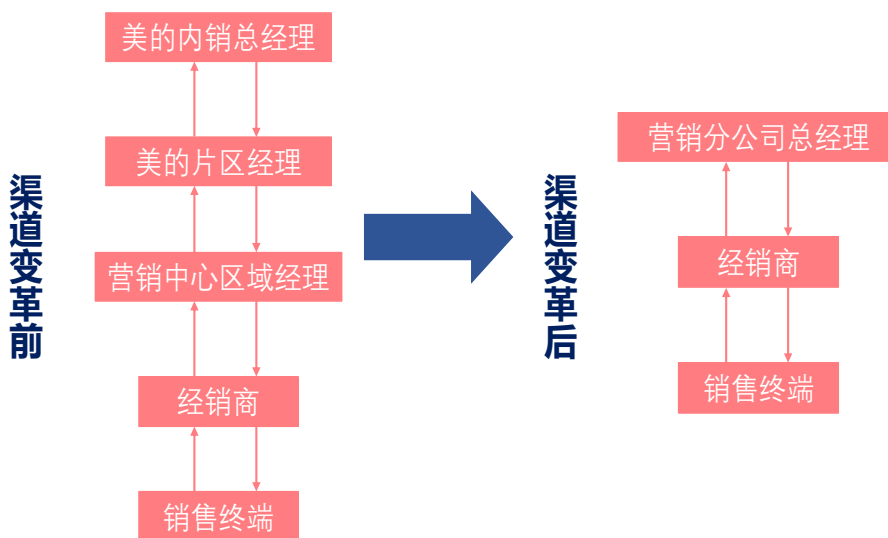 渠道变革前
美的内销总经理
美的片区经理
营销中心区域经理
经销商
销售终端
渠道变革后
营销分公司总经理
经销商
销售终端